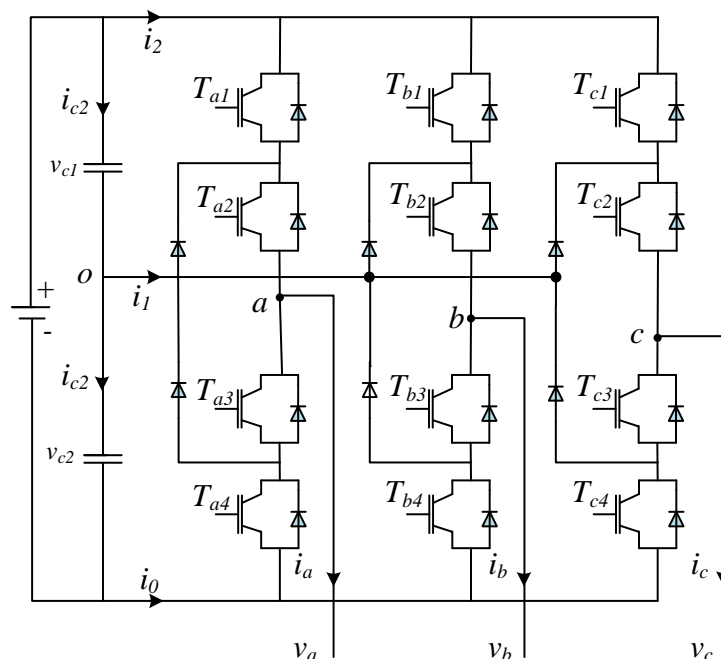 i2
ic2
Ta1
Tb1
Tc1
vc1
Ta2
Tb2
Tc2
o
+
-
i1
a
b
c
ic2
Ta3
Tb3
Tc3
vc2
Ta4
Tb4
Tc4
i0
ia
ib
ic
va
vb
vc